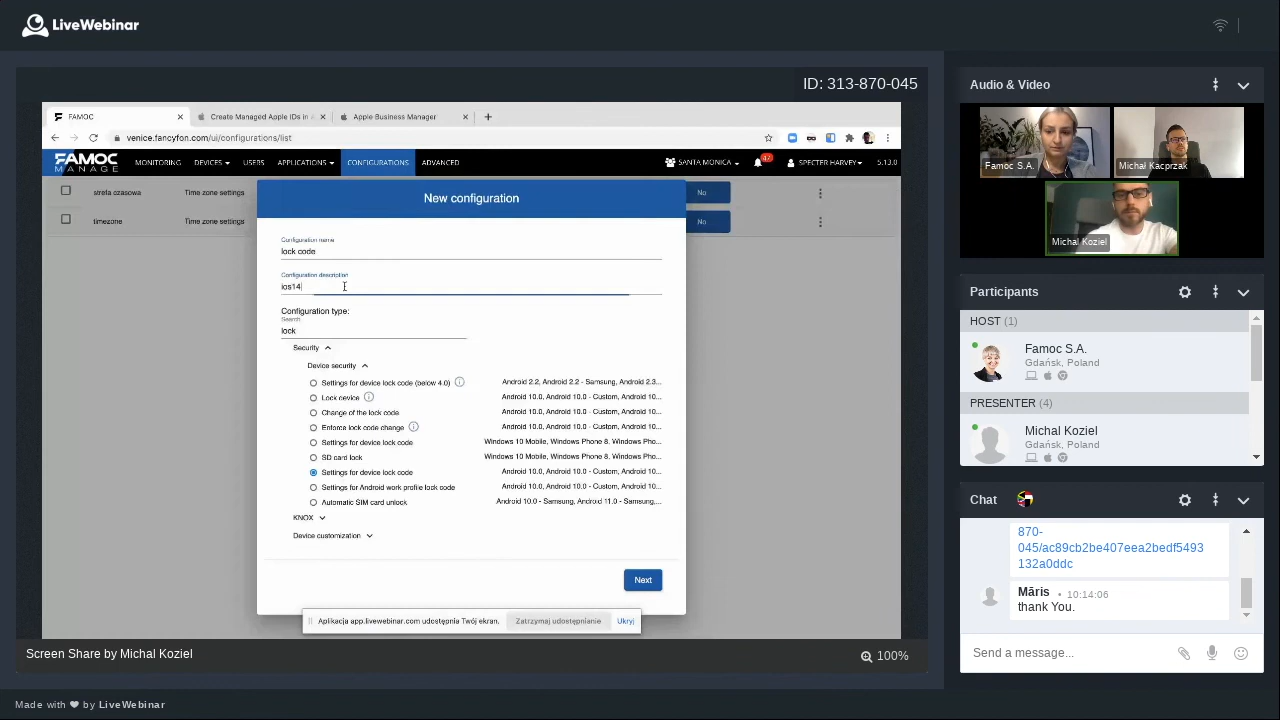 LiveWebinar
ID: 313-870-045
FAMOC
Create Managed Apple IDs in A
Apple Business Manager
venice.fancyfon.com/ui/configurations/list
FAMOC
MANAGE
MONITORING
DEVICES
USERS
APPLICATIONS
CONFIGURATIONS
ADVANCED
SANTA MONICA
47
SPECTER HARVEY
5.13.0
strefa czasowa
Time zone settings
No
timezone
Time zone settings
No
New configuration
Configuration name
lock code
Configuration description
ios14
Configuration type:
Search
lock
Security
Device security
Settings for device lock code (below 4.0)
Android 2.2, Android 2.2 - Samsung, Android 2.3...
Lock device
Android 10.0, Android 10.0 - Custom, Android 10...
Change of the lock code
Android 10.0, Android 10.0 - Custom, Android 10...
Enforce lock code change
Android 10.0, Android 10.0 - Custom, Android 10...
Settings for device lock code
Windows 10 Mobile, Windows Phone 8, Windows Pho...
SD card lock
Windows 10 Mobile, Windows Phone 8, Windows Pho...
Settings for device lock code
Android 10.0, Android 10.0 - Custom, Android 10...
Settings for Android work profile lock code
Android 10.0, Android 10.0 - Custom, Android 10...
Automatic SIM card unlock
Android 10.0 - Samsung, Android 11.0 - Samsung,...
KNOX
Device customization
Next
Aplikacja app.livewebinar.com udostępnia Twój ekran.
Zatrzymaj udostępnianie
Ukryj
Screen Share by Michal Koziel
100%
Audio & Video
Famoc S.A.
Michał Kacprzak
Michal Koziel
Participants
HOST (1)
Famoc S.A.
Gdańsk, Poland
PRESENTER (4)
Michal Koziel
Gdańsk, Poland
Chat
870-
045/ac89cb2be407eea2bedf5493
132a0ddc
Māris • 10:14:06
thank You.
Send a message...
Made with ❤ by LiveWebinar